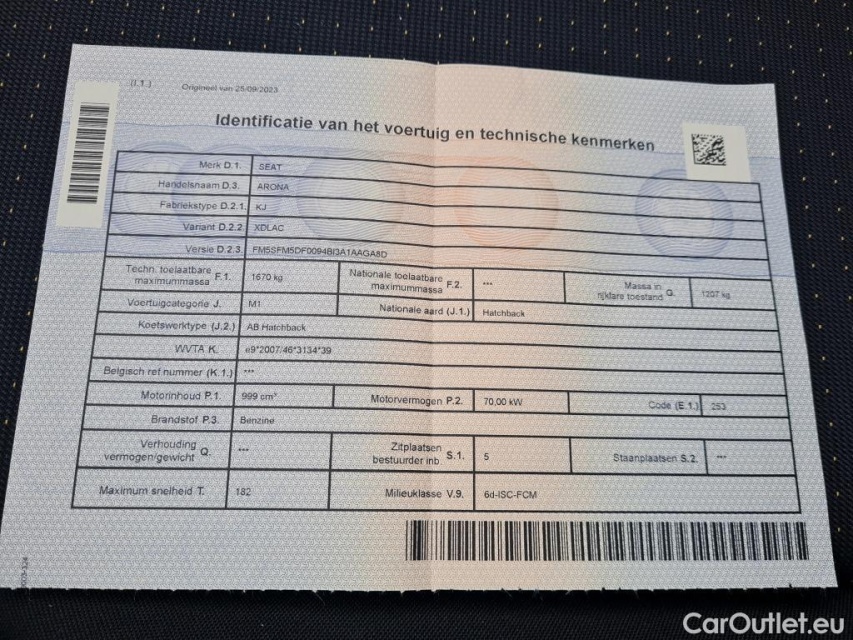 (I.1.) Origineel van 25/09/2023
Identificatie van het voertuig en technische kenmerken
Merk D.1. SEAT
Handelsnaam D.3. ARONA
Fabriekstype D.2.1. KJ
Variant D.2.2. XDLAC
Versie D.2.3. FM5SFM5DF0094BI3A1AAGA8D
Techn. toelaatbare maximummassa F.1. 1670 kg Nationale toelaatbare maximummassa F.2. *** Massa in rijklare toestand G. 1207 kg
Voertuigcategorie J. M1 Nationale aard (J.1.) Hatchback
Koetswerktype (J.2.) AB Hatchback
WVTA K. e9*2007/46*3134*39
Belgisch ref nummer (K.1.) ***
Motorinhoud P.1. 999 cm³ Motorvermogen P.2. 70,00 kW Code (E.1.) 253
Brandstof P.3. Benzine
Verhouding vermogen/gewicht Q. *** Zitplaatsen bestuurder inb. S.1. 5 Staanplaatsen S.2. ***
Maximum snelheid T. 182 Milieuklasse V.9. 6d-ISC-FCM
CarOutlet.eu